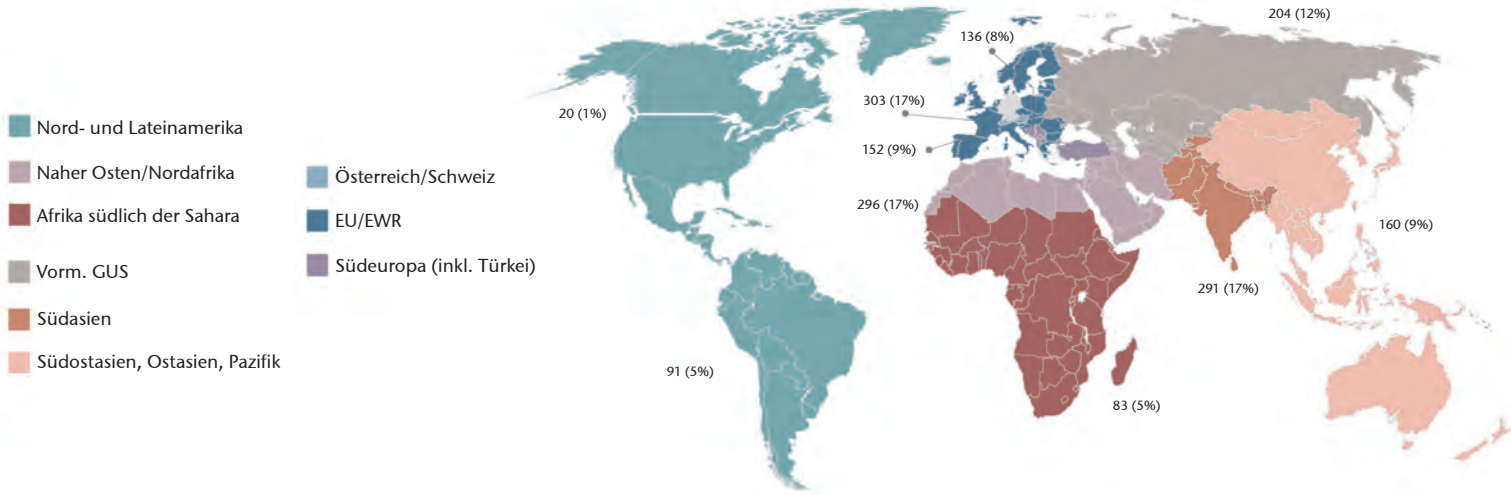 Nord- und Lateinamerika
Naher Osten/Nordafrika
Afrika südlich der Sahara
Vorm. GUS
Südasien
Südostasien, Ostasien, Pazifik
Österreich/Schweiz
EU/EWR
Südeuropa (inkl. Türkei)
204 (12%)
136 (8%)
303 (17%)
20 (1%)
152 (9%)
296 (17%)
160 (9%)
291 (17%)
91 (5%)
83 (5%)